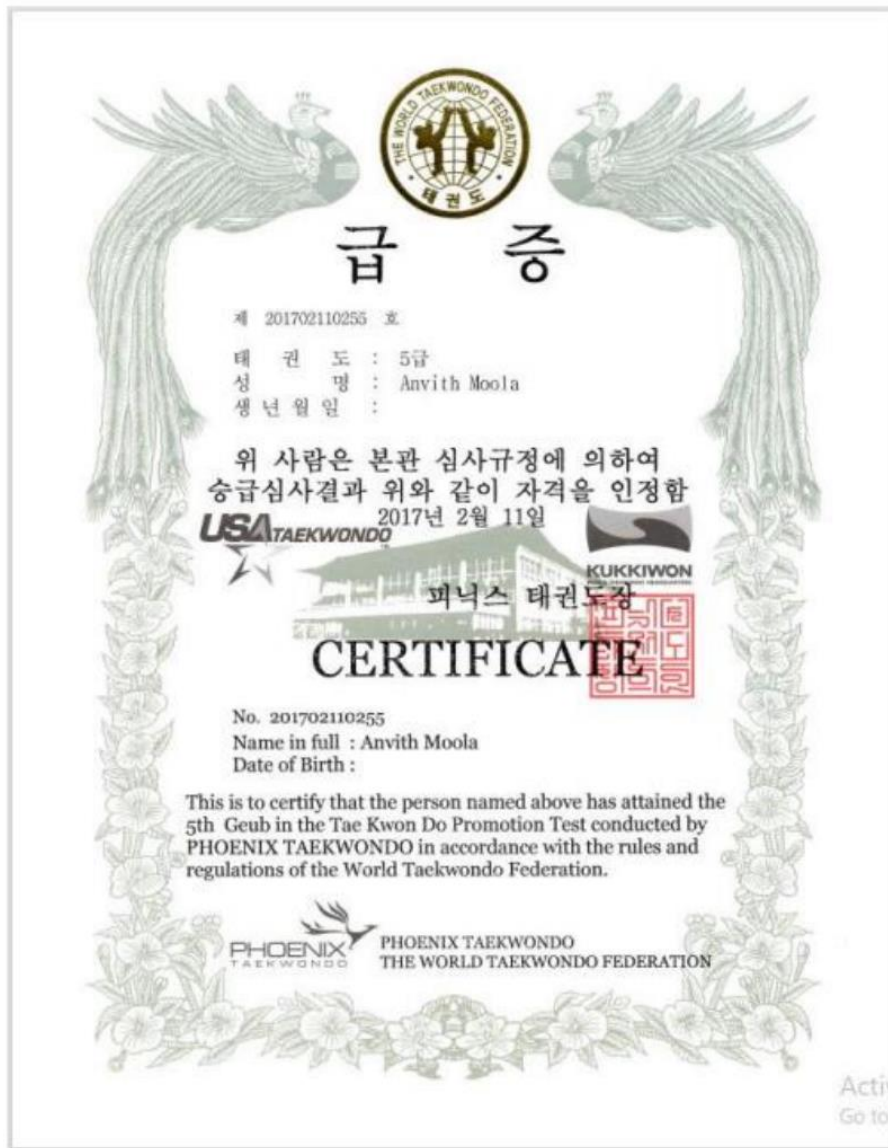 THE WORLD TAEKWONDO FEDERATION
태권도
급 증
제 201702110255 호
태 권 도 : 5급
성 명 : Anvith Moola
생 년 월 일 :
위 사람은 본관 심사규정에 의하여
승급심사결과 위와 같이 자격을 인정함
2017년 2월 11일
USA TAEKWONDO
KUKKIWON
피닉스 태권도장
CERTIFICATE
No. 201702110255
Name in full : Anvith Moola
Date of Birth :
This is to certify that the person named above has attained the
5th Geub in the Tae Kwon Do Promotion Test conducted by
PHOENIX TAEKWONDO in accordance with the rules and
regulations of the World Taekwondo Federation.
PHOENIX
TAEKWONDO
PHOENIX TAEKWONDO
THE WORLD TAEKWONDO FEDERATION
Go to